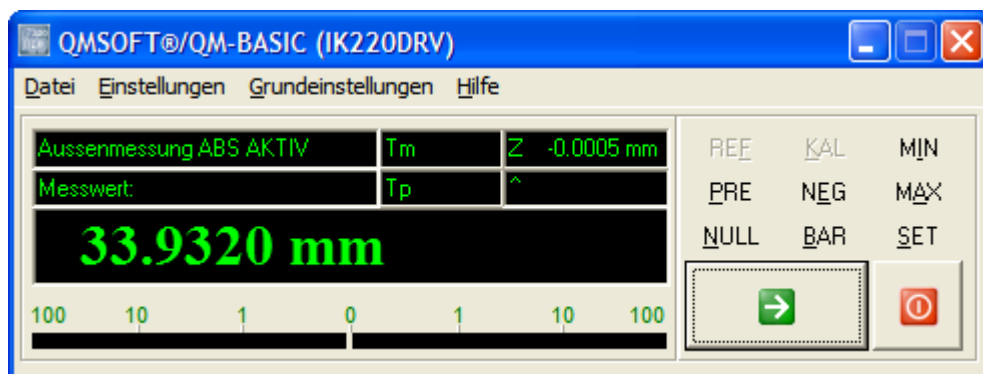 QMSOFT®/QM-BASIC (IK220DRV)
Datei Einstellungen Grundeinstellungen Hilfe
Aussenmessung ABS AKTIV Tm Z -0.0005 mm
Messwert: Tp ^
33.9320 mm
100 10 1 0 1 10 100
REF KAL MIN
PRE NEG MAX
NULL BAR SET